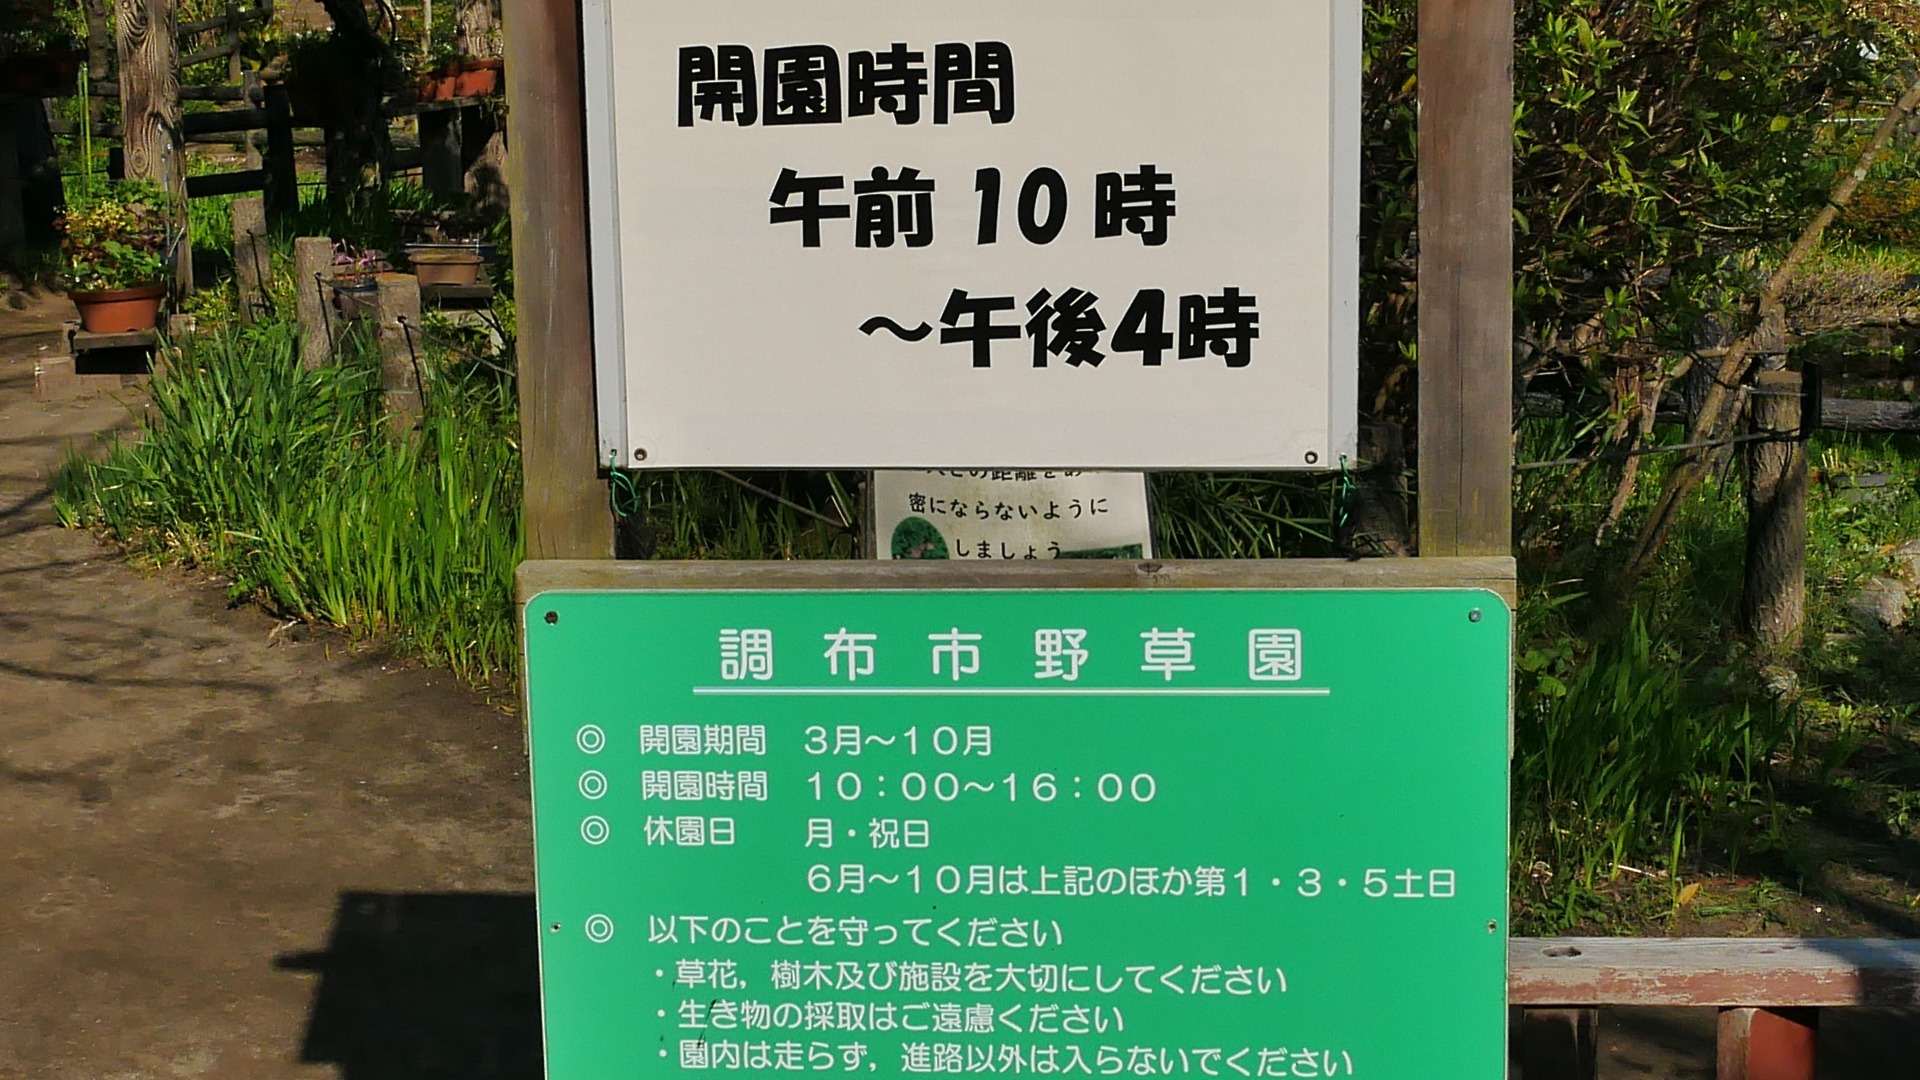 開園時間
午前10時
～午後4時
密にならないように
しましょう
調布市野草園
◎ 開園期間 3月～10月
◎ 開園時間 10：00～16：00
◎ 休園日 月・祝日
6月～10月は上記のほか第1・3・5土日
◎ 以下のことを守ってください
・草花，樹木及び施設を大切にしてください
・生き物の採取はご遠慮ください
・園内は走らず，進路以外は入らないでください